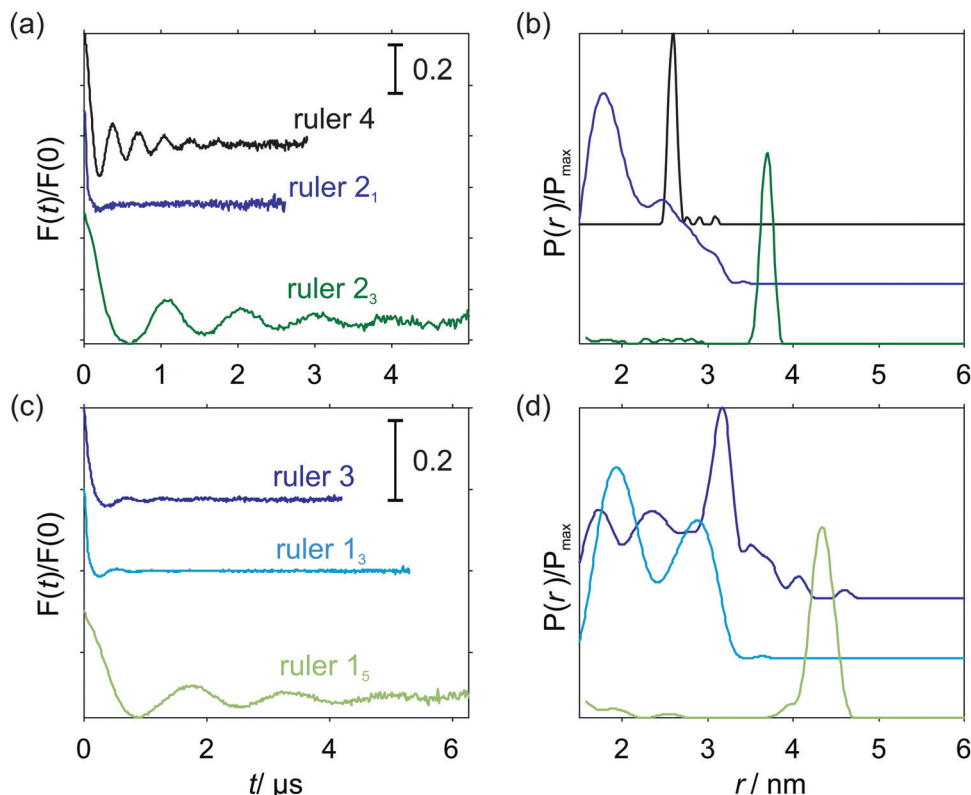 (a)
0.2
ruler 4
ruler 2₁
ruler 2₃
F(t)/F(0)
0 1 2 3 4
(b)
P(r)/Pmax
2 3 4 5 6
(c)
0.2
ruler 3
ruler 1₃
ruler 1₅
F(t)/F(0)
0 2 4 6
t/ µs
(d)
P(r)/Pmax
2 3 4 5 6
r / nm